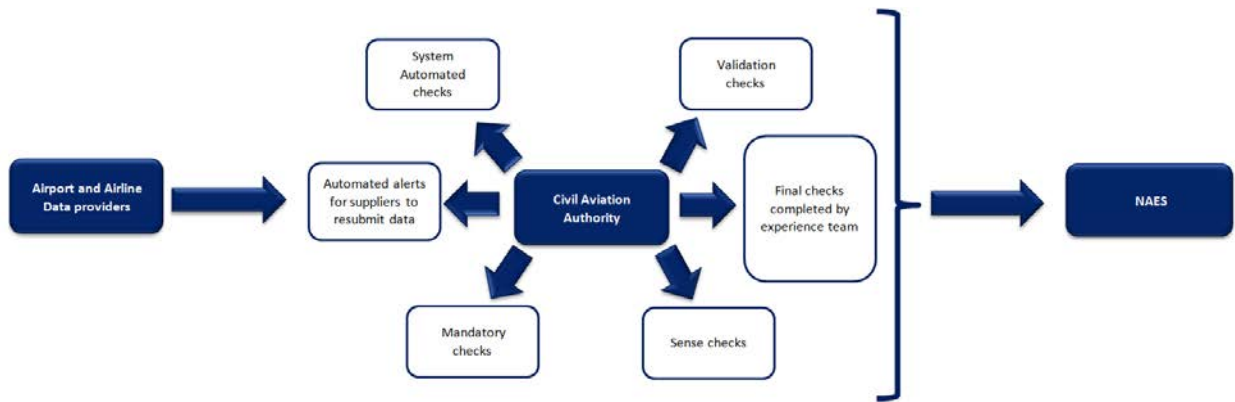 Airport and Airline
Data providers
System
Automated
checks
Automated alerts
for suppliers to
resubmit data
Mandatory
checks
Civil Aviation
Authority
Validation
checks
Final checks
completed by
experience team
Sense checks
NAES